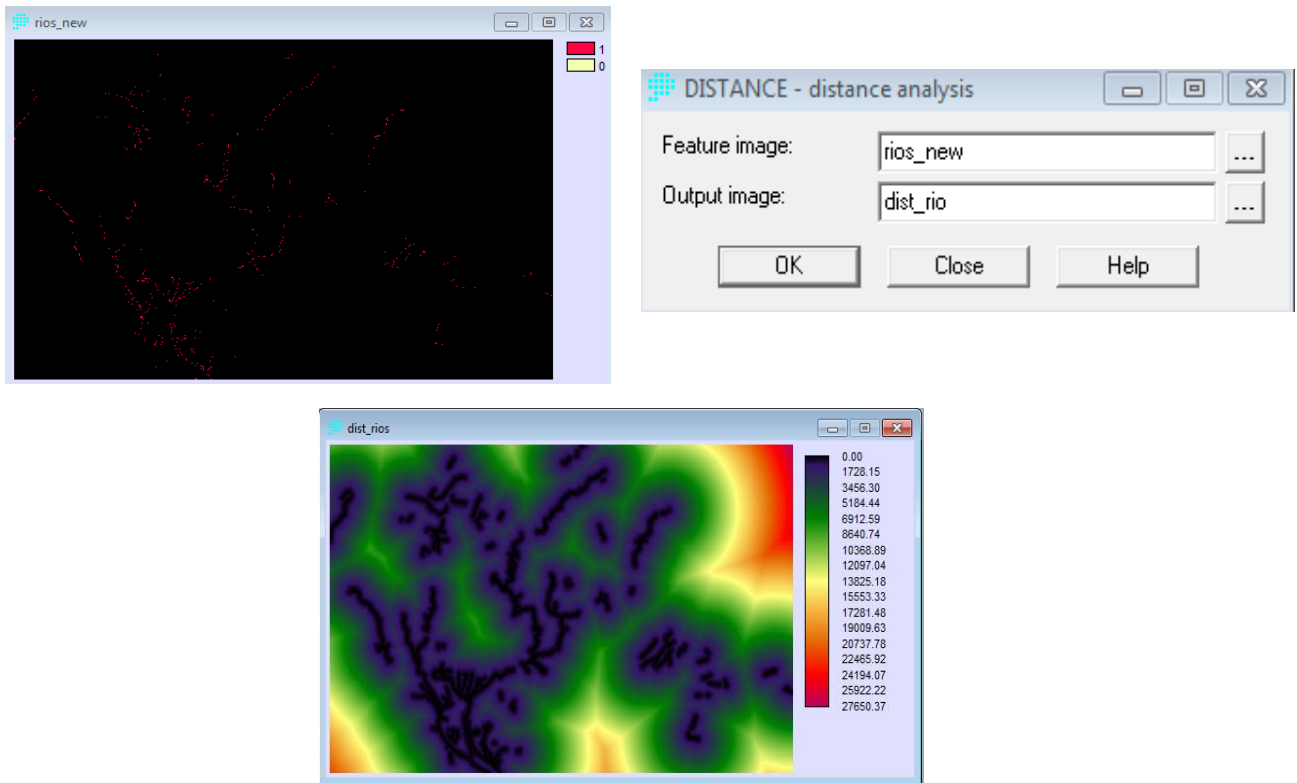 rios_new
1
0
DISTANCE - distance analysis
Feature image:
rios_new
...
Output image:
dist_rio
...
OK
Close
Help
dist_rios
0.00
1728.15
3456.30
5184.44
6912.59
8640.74
10368.89
12097.04
13825.18
15553.33
17281.48
19009.63
20737.78
22465.92
24194.07
25922.22
27650.37